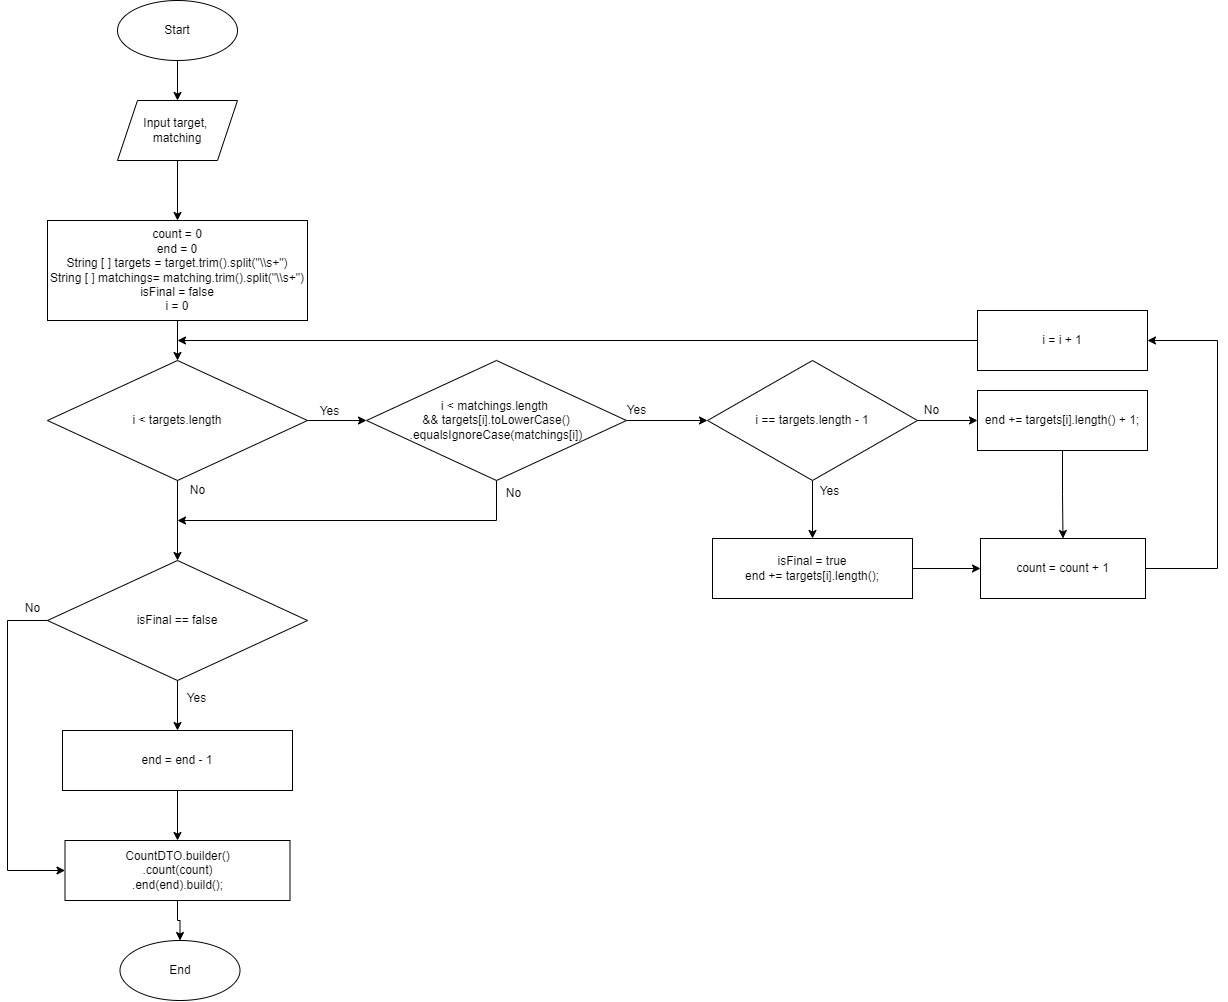 Start
Input target,
matching
count = 0
end = 0
String [ ] targets = target.trim().split("\\s+")
String [ ] matchings= matching.trim().split("\\s+")
isFinal = false
i = 0
i = i + 1
i < targets.length
Yes
i < matchings.length
&& targets[i].toLowerCase()
.equalsIgnoreCase(matchings[i])
Yes
i == targets.length - 1
No
end += targets[i].length() + 1;
No
No
Yes
isFinal = true
end += targets[i].length();
count = count + 1
No
isFinal == false
Yes
end = end - 1
CountDTO.builder()
.count(count)
.end(end).build();
End